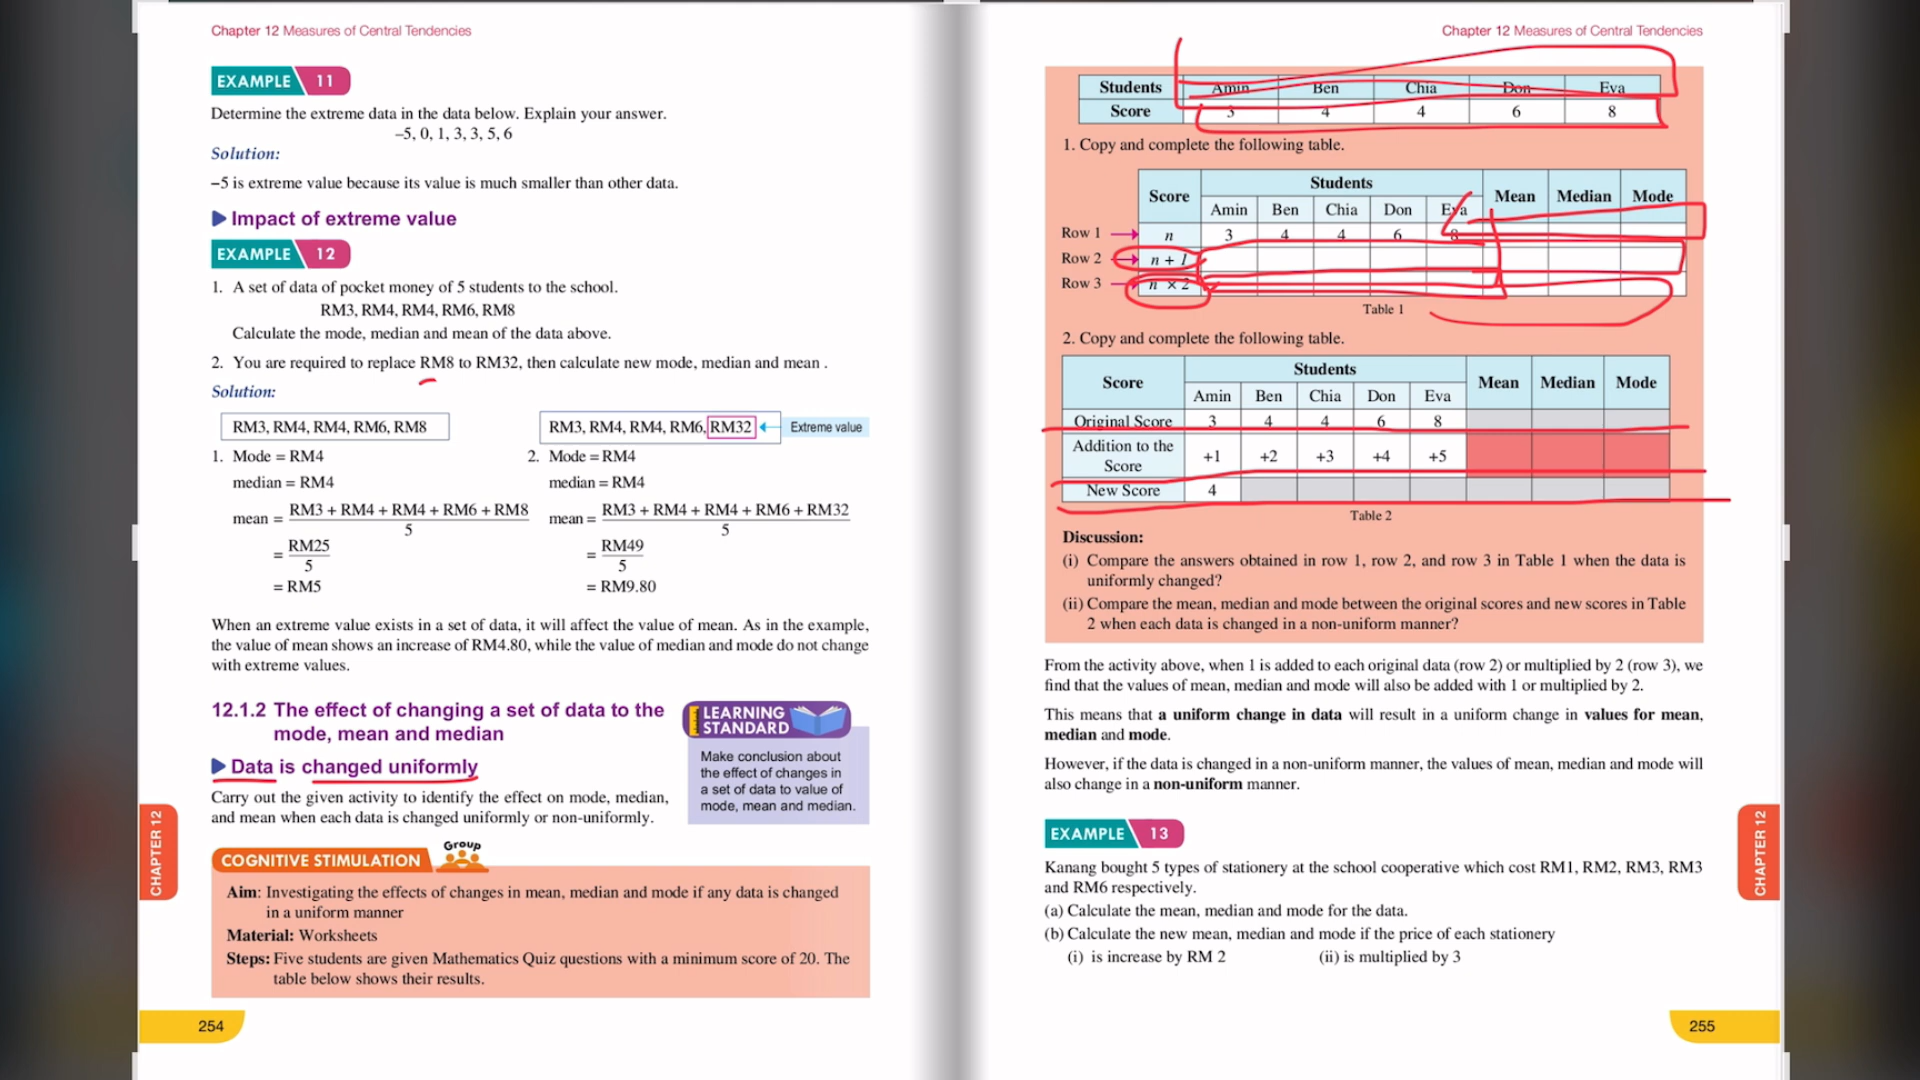 Chapter 12 Measures of Central Tendencies
EXAMPLE 11
Determine the extreme data in the data below. Explain your answer.
–5, 0, 1, 3, 3, 5, 6
Solution:
–5 is extreme value because its value is much smaller than other data.
Impact of extreme value
EXAMPLE 12
1. A set of data of pocket money of 5 students to the school.
RM3, RM4, RM4, RM6, RM8
Calculate the mode, median and mean of the data above.
2. You are required to replace RM8 to RM32, then calculate new mode, median and mean .
Solution:
RM3, RM4, RM4, RM6, RM8
1. Mode = RM4
median = RM4
mean = RM3 + RM4 + RM4 + RM6 + RM8
5
= RM25
5
= RM5
RM3, RM4, RM4, RM6, RM32 Extreme value
2. Mode = RM4
median = RM4
mean = RM3 + RM4 + RM4 + RM6 + RM32
5
= RM49
5
= RM9.80
When an extreme value exists in a set of data, it will affect the value of mean. As in the example,
the value of mean shows an increase of RM4.80, while the value of median and mode do not change
with extreme values.
12.1.2 The effect of changing a set of data to the
mode, mean and median
Data is changed uniformly
Carry out the given activity to identify the effect on mode, median,
and mean when each data is changed uniformly or non-uniformly.
LEARNING
STANDARD
Make conclusion about
the effect of changes in
a set of data to value of
mode, mean and median.
COGNITIVE STIMULATION Group
Aim: Investigating the effects of changes in mean, median and mode if any data is changed
in a uniform manner
Material: Worksheets
Steps: Five students are given Mathematics Quiz questions with a minimum score of 20. The
table below shows their results.
CHAPTER 12
254
Chapter 12 Measures of Central Tendencies
Students Amin Ben Chia Don Eva
Score 3 4 4 6 8
1. Copy and complete the following table.
Score Students Mean Median Mode
Amin Ben Chia Don Eva
Row 1 n 3 4 4 6 8
Row 2 n + 1
Row 3 n × 2
Table 1
2. Copy and complete the following table.
Score Students Mean Median Mode
Amin Ben Chia Don Eva
Original Score 3 4 4 6 8
Addition to the
Score +1 +2 +3 +4 +5
New Score 4
Table 2
Discussion:
(i) Compare the answers obtained in row 1, row 2, and row 3 in Table 1 when the data is
uniformly changed?
(ii) Compare the mean, median and mode between the original scores and new scores in Table
2 when each data is changed in a non-uniform manner?
From the activity above, when 1 is added to each original data (row 2) or multiplied by 2 (row 3), we
find that the values of mean, median and mode will also be added with 1 or multiplied by 2.
This means that a uniform change in data will result in a uniform change in values for mean,
median and mode.
However, if the data is changed in a non-uniform manner, the values of mean, median and mode will
also change in a non-uniform manner.
EXAMPLE 13
Kanang bought 5 types of stationery at the school cooperative which cost RM1, RM2, RM3, RM3
and RM6 respectively.
(a) Calculate the mean, median and mode for the data.
(b) Calculate the new mean, median and mode if the price of each stationery
(i) is increase by RM 2 (ii) is multiplied by 3
CHAPTER 12
255